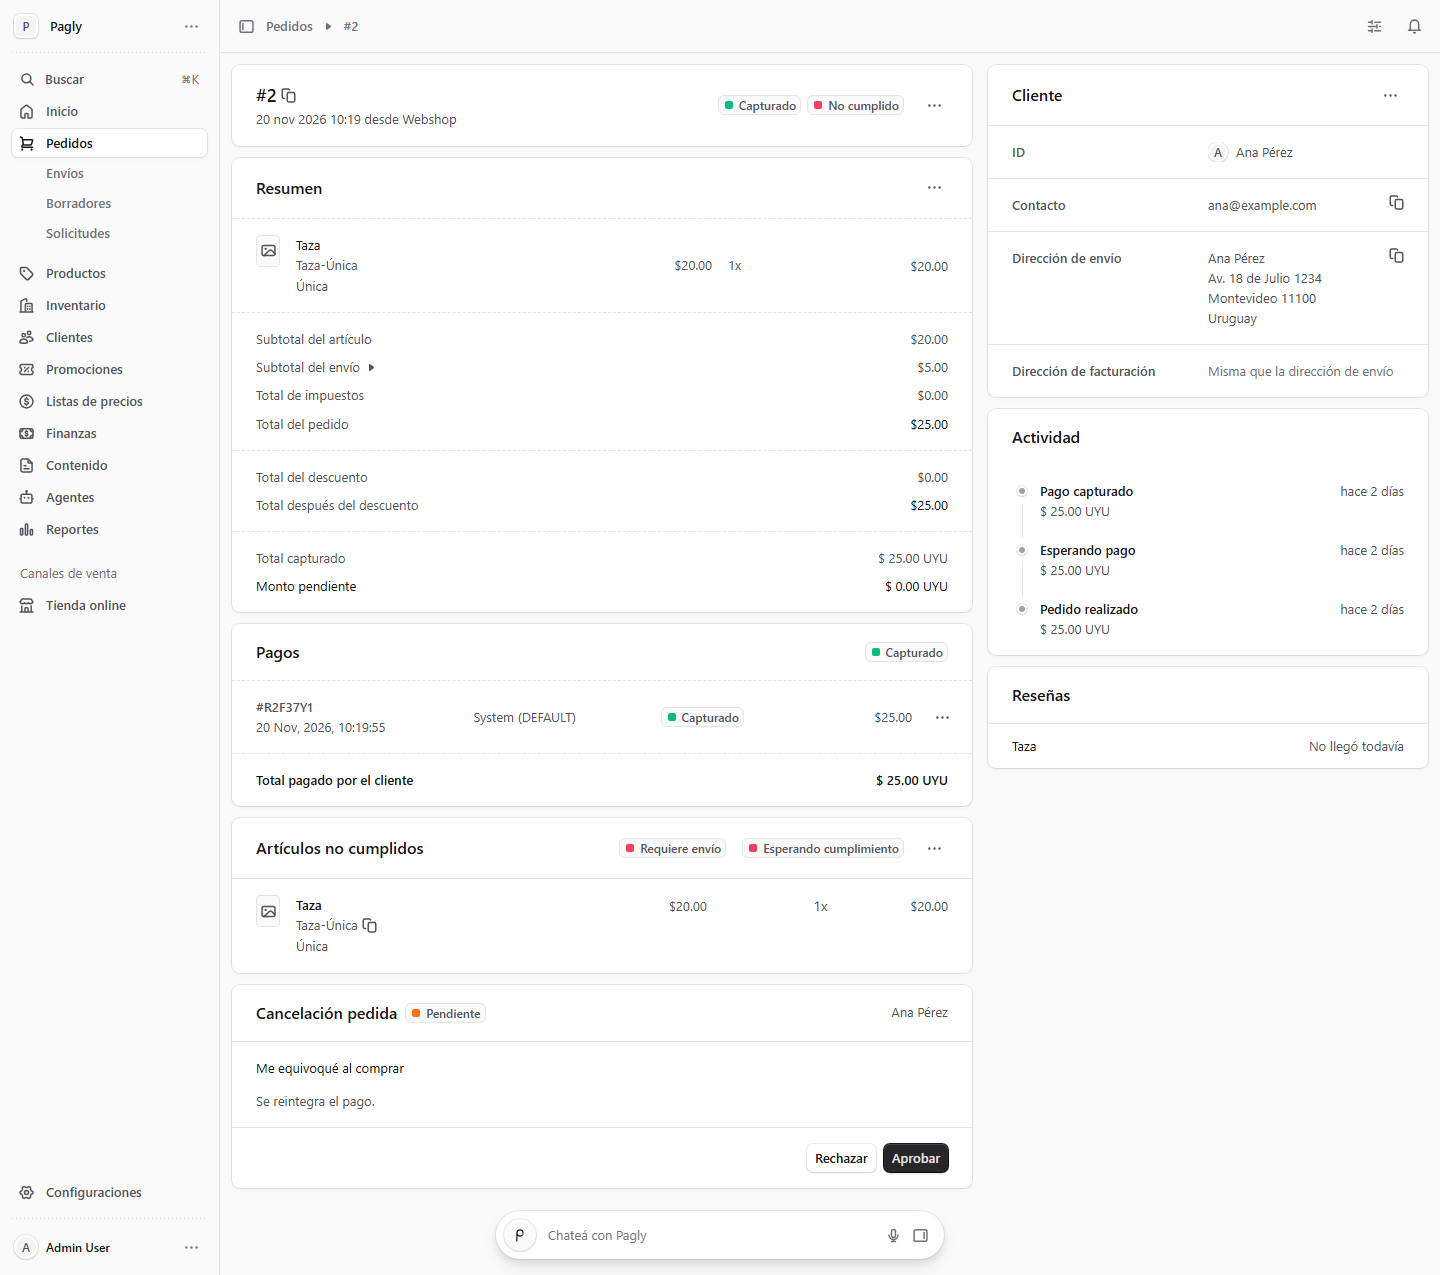 P Pagly
Buscar ⌘K
Inicio
Pedidos
Envíos
Borradores
Solicitudes
Productos
Inventario
Clientes
Promociones
Listas de precios
Finanzas
Contenido
Agentes
Reportes
Canales de venta
Tienda online
Configuraciones
A Admin User
Pedidos #2
#2
Capturado No cumplido
20 nov 2026 10:19 desde Webshop
Resumen
Taza
Taza-Única $20.00 1x $20.00
Única
Subtotal del artículo $20.00
Subtotal del envío $5.00
Total de impuestos $0.00
Total del pedido $25.00
Total del descuento $0.00
Total después del descuento $25.00
Total capturado $ 25.00 UYU
Monto pendiente $ 0.00 UYU
Pagos Capturado
#R2F37Y1
20 Nov, 2026, 10:19:55
System (DEFAULT) Capturado $25.00
Total pagado por el cliente $ 25.00 UYU
Artículos no cumplidos Requiere envío Esperando cumplimiento
Taza $20.00 1x $20.00
Taza-Única
Única
Cancelación pedida Pendiente Ana Pérez
Me equivoqué al comprar
Se reintegra el pago.
Rechazar Aprobar
Chateá con Pagly
Cliente
ID A Ana Pérez
Contacto ana@example.com
Dirección de envío Ana Pérez
Av. 18 de Julio 1234
Montevideo 11100
Uruguay
Dirección de facturación Misma que la dirección de envío
Actividad
Pago capturado hace 2 días
$ 25.00 UYU
Esperando pago hace 2 días
$ 25.00 UYU
Pedido realizado hace 2 días
$ 25.00 UYU
Reseñas
Taza No llegó todavía